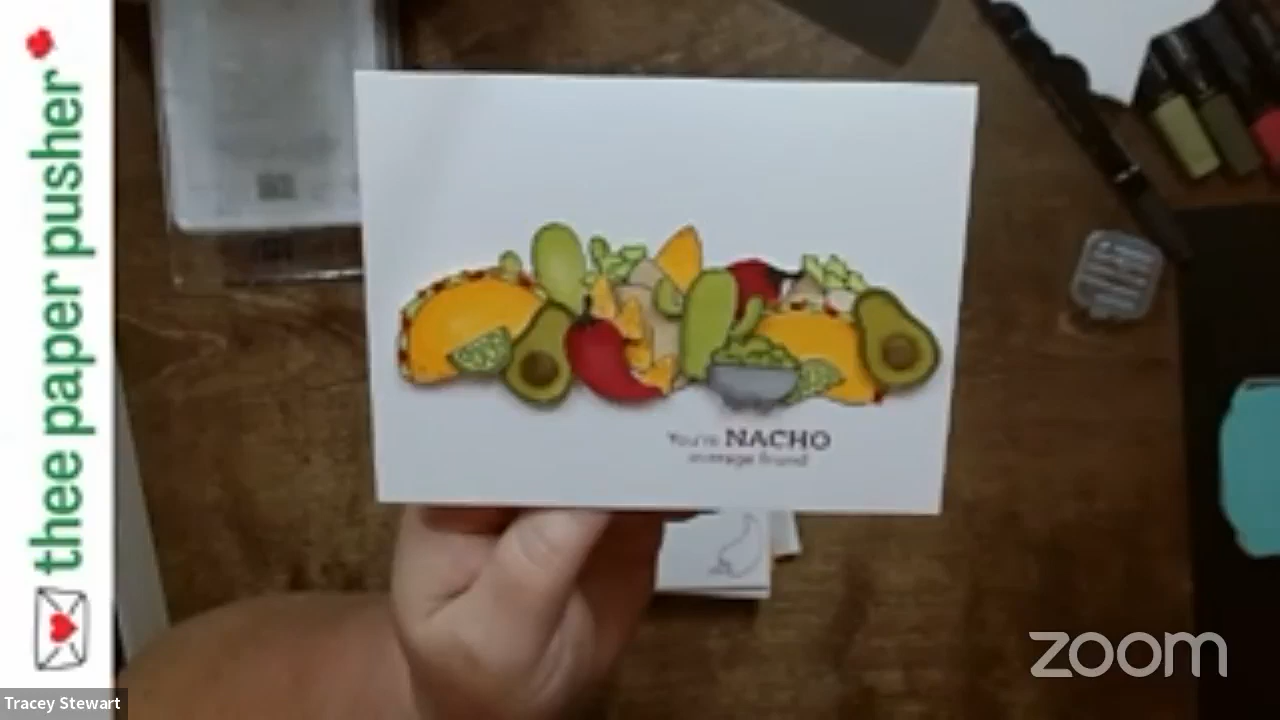 thee paper pusher
You're NACHO
average friend
zoom
Tracey Stewart